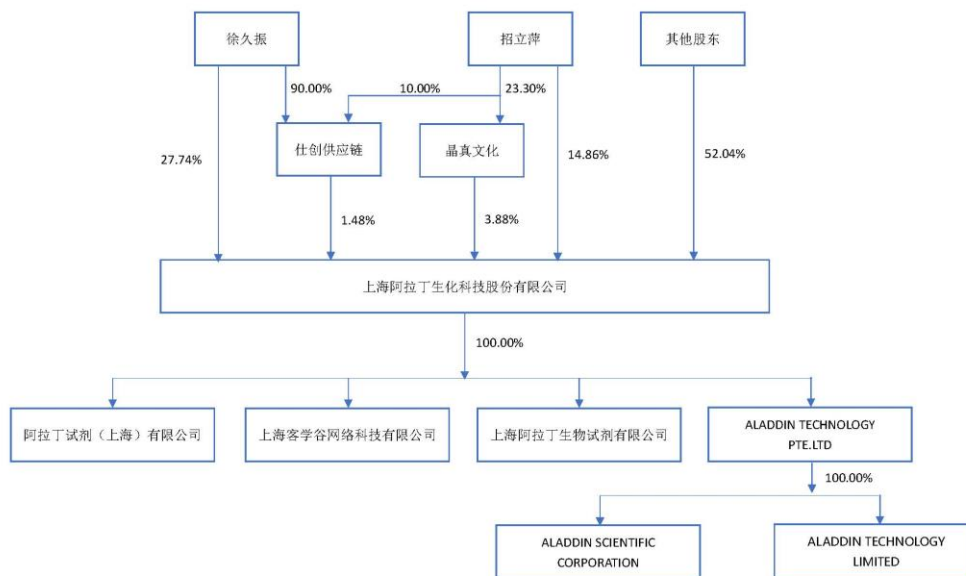 徐久振
招立萍
其他股东
90.00%
10.00%
23.30%
仕创供应链
晶真文化
27.74%
14.86%
52.04%
1.48%
3.88%
上海阿拉丁生化科技股份有限公司
100.00%
阿拉丁试剂（上海）有限公司
上海客学谷网络科技有限公司
上海阿拉丁生物试剂有限公司
ALADDIN TECHNOLOGY
PTE.LTD
100.00%
ALADDIN SCIENTIFIC
CORPORATION
ALADDIN TECHNOLOGY
LIMITED